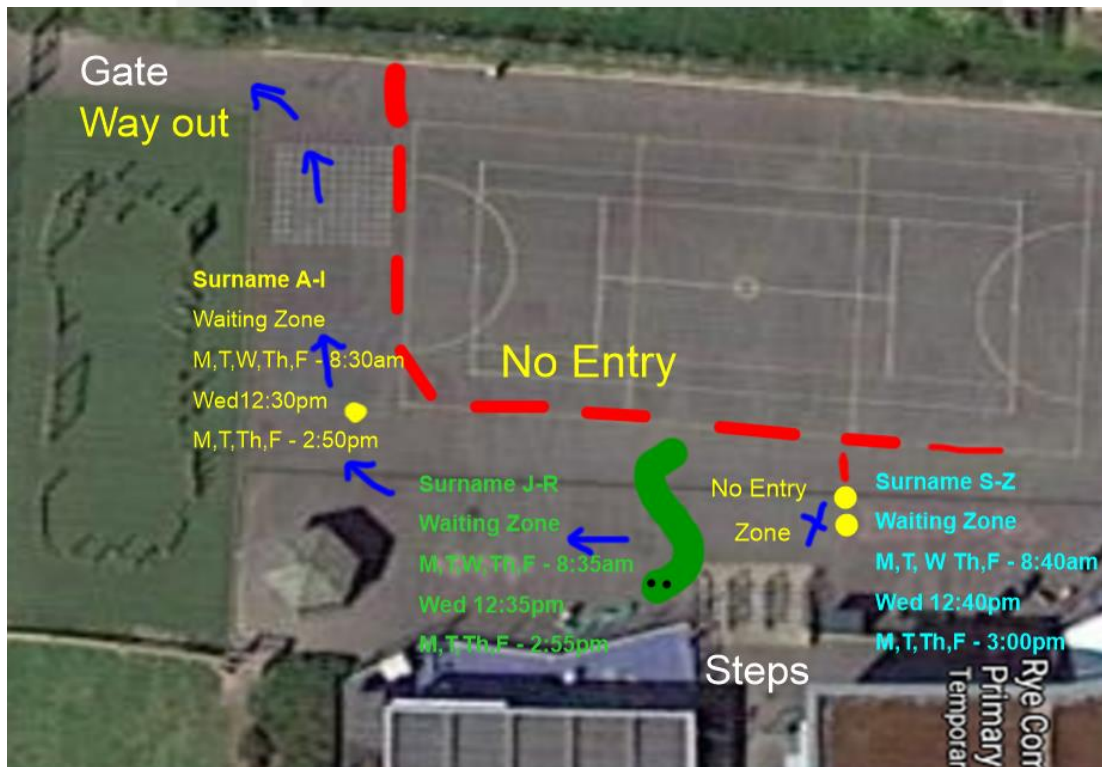 Gate
Way out
Surname A-I
Waiting Zone
M,T,W,Th,F - 8:30am
Wed12:30pm
M,T,Th,F - 2:50pm
No Entry
Surname J-R
Waiting Zone
M,T,W,Th,F - 8:35am
Wed 12:35pm
M,T,Th,F - 2:55pm
No Entry
Zone
Surname S-Z
Waiting Zone
M,T, W Th,F - 8:40am
Wed 12:40pm
M,T,Th,F - 3:00pm
Steps
Rye Com
Primary
Temporar